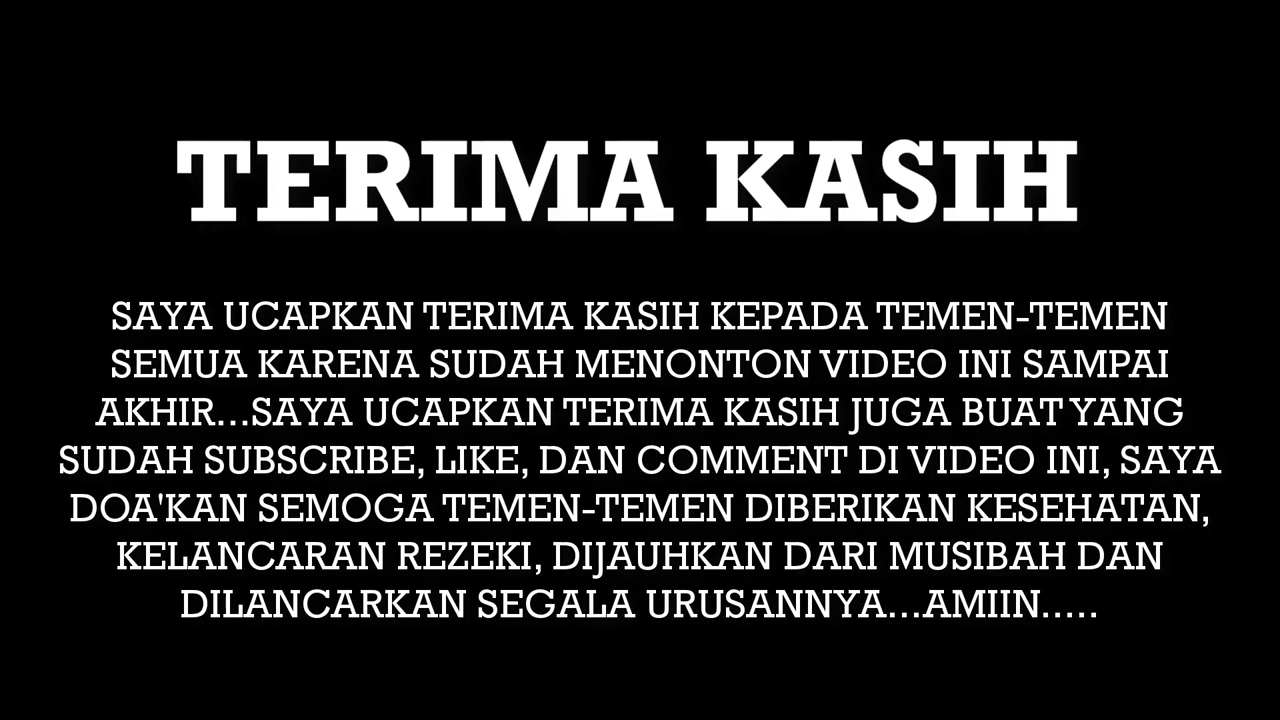 TERIMA KASIH
SAYA UCAPKAN TERIMA KASIH KEPADA TEMEN-TEMEN
SEMUA KARENA SUDAH MENONTON VIDEO INI SAMPAI
AKHIR...SAYA UCAPKAN TERIMA KASIH JUGA BUAT YANG
SUDAH SUBSCRIBE, LIKE, DAN COMMENT DI VIDEO INI, SAYA
DOA'KAN SEMOGA TEMEN-TEMEN DIBERIKAN KESEHATAN,
KELANCARAN REZEKI, DIJAUHKAN DARI MUSIBAH DAN
DILANCARKAN SEGALA URUSANNYA...AMIIN.....